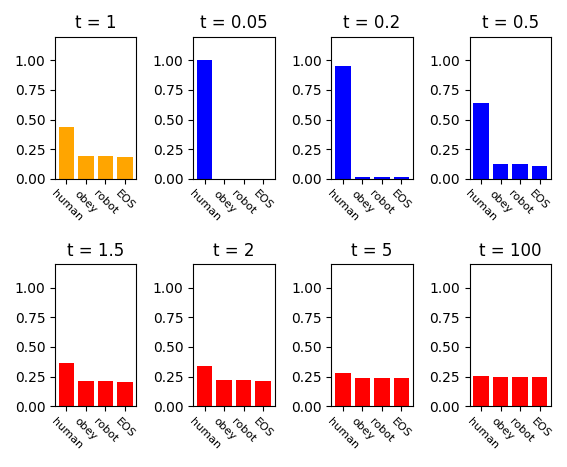 t = 1
1.00
0.75
0.50
0.25
0.00
human
obey
robot
EOS
t = 0.05
1.00
0.75
0.50
0.25
0.00
human
obey
robot
EOS
t = 0.2
1.00
0.75
0.50
0.25
0.00
human
obey
robot
EOS
t = 0.5
1.00
0.75
0.50
0.25
0.00
human
obey
robot
EOS
t = 1.5
1.00
0.75
0.50
0.25
0.00
human
obey
robot
EOS
t = 2
1.00
0.75
0.50
0.25
0.00
human
obey
robot
EOS
t = 5
1.00
0.75
0.50
0.25
0.00
human
obey
robot
EOS
t = 100
1.00
0.75
0.50
0.25
0.00
human
obey
robot
EOS